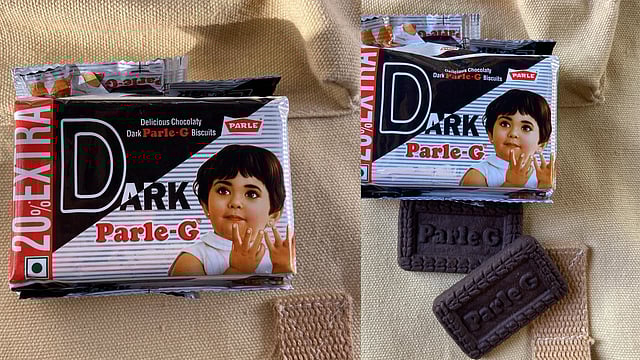 20% EXTRA
Delicious Chocolaty
Dark Parle-G Biscuits
PARLE
DARK
Parle-G
20% EXTRA
Delicious Chocolaty
Dark Parle-G Biscuits
PARLE
DARK
Parle-G
Parle G
Parle G